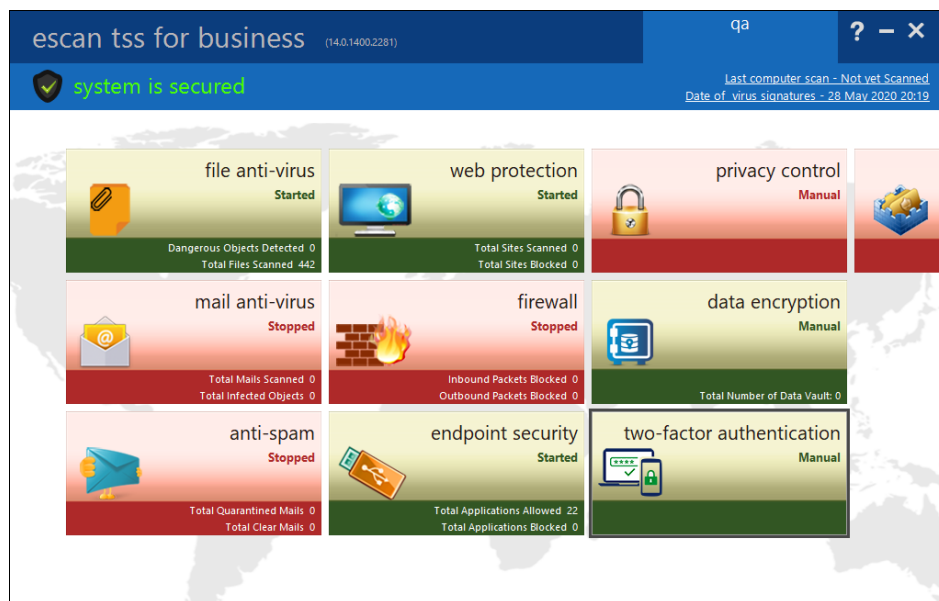 escan tss for business (14.0.1400.2281)
qa
? – ×
system is secured
Last computer scan - Not yet Scanned
Date of virus signatures - 28 May 2020 20:19
file anti-virus
Started
Dangerous Objects Detected 0
Total Files Scanned 442
web protection
Started
Total Sites Scanned 0
Total Sites Blocked 0
privacy control
Manual
mail anti-virus
Stopped
Total Mails Scanned 0
Total Infected Objects 0
firewall
Stopped
Inbound Packets Blocked 0
Outbound Packets Blocked 0
data encryption
Manual
Total Number of Data Vault: 0
anti-spam
Stopped
Total Quarantined Mails 0
Total Clear Mails 0
endpoint security
Started
Total Applications Allowed 22
Total Applications Blocked 0
two-factor authentication
Manual
****